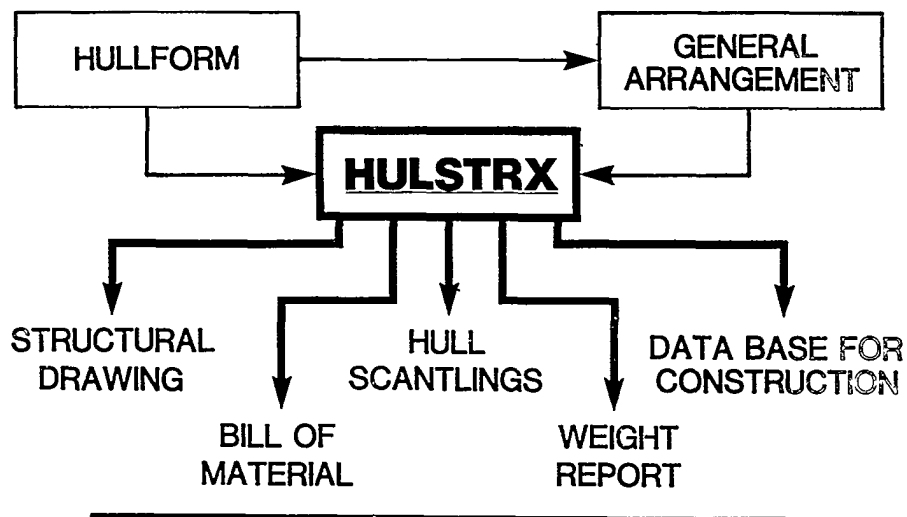 HULLFORM
GENERAL
ARRANGEMENT
HULSTRX
STRUCTURAL
DRAWING
HULL
SCANTLINGS
DATA BASE FOR
CONSTRUCTION
BILL OF
MATERIAL
WEIGHT
REPORT